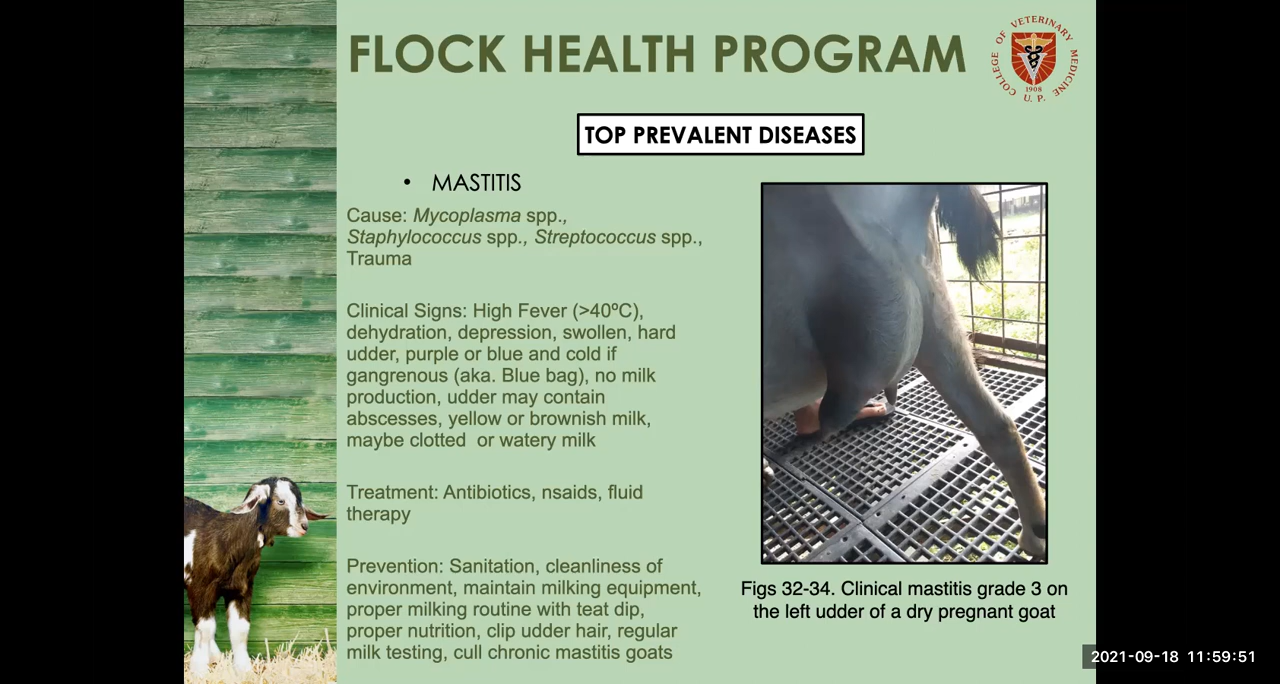 FLOCK HEALTH PROGRAM
COLLEGE OF VETERINARY MEDICINE
1908
U. P.
TOP PREVALENT DISEASES
• MASTITIS
Cause: Mycoplasma spp.,
Staphylococcus spp., Streptococcus spp.,
Trauma
Clinical Signs: High Fever (>40ºC),
dehydration, depression, swollen, hard
udder, purple or blue and cold if
gangrenous (aka. Blue bag), no milk
production, udder may contain
abscesses, yellow or brownish milk,
maybe clotted  or watery milk
Treatment: Antibiotics, nsaids, fluid
therapy
Prevention: Sanitation, cleanliness of
environment, maintain milking equipment,
proper milking routine with teat dip,
proper nutrition, clip udder hair, regular
milk testing, cull chronic mastitis goats
Figs 32-34. Clinical mastitis grade 3 on
the left udder of a dry pregnant goat
2021-09-18 11:59:51